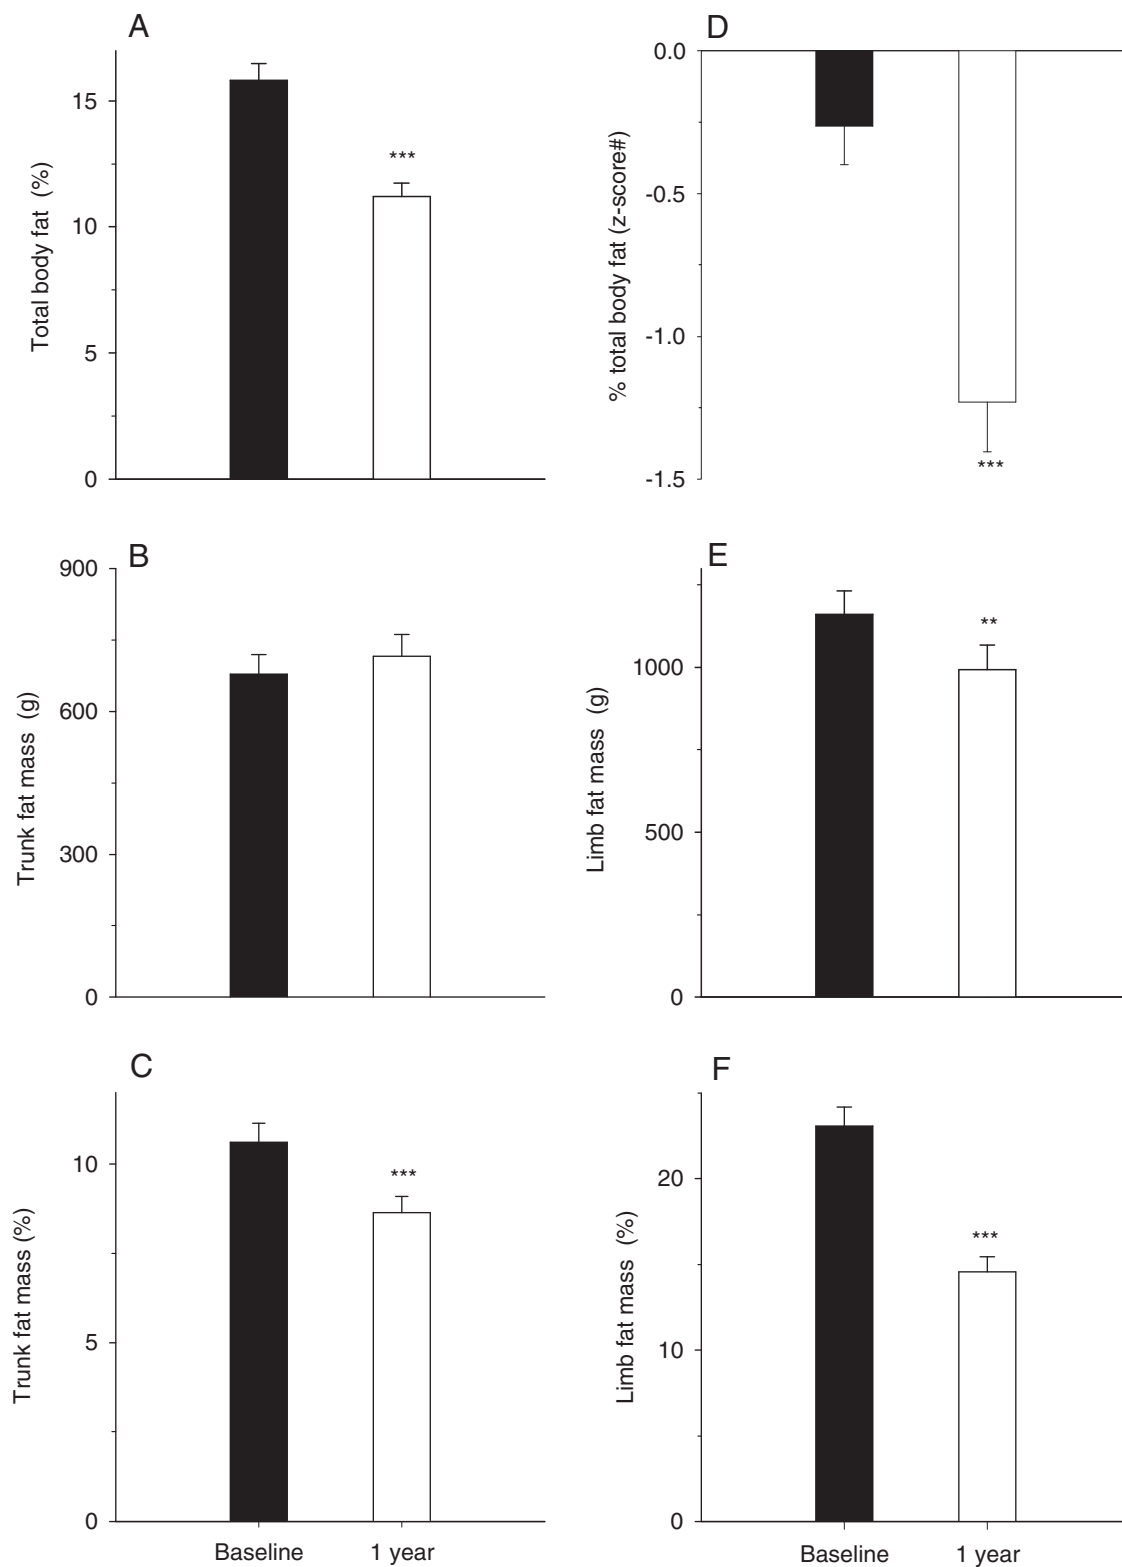 A
Total body fat (%)
15
10
5
0
***
D
% total body fat (z-score#)
0.0
-0.5
-1.0
-1.5
***
B
Trunk fat mass (g)
900
600
300
0
E
Limb fat mass (g)
1000
500
0
**
C
Trunk fat mass (%)
10
5
0
***
Baseline 1 year
F
Limb fat mass (%)
20
10
0
***
Baseline 1 year